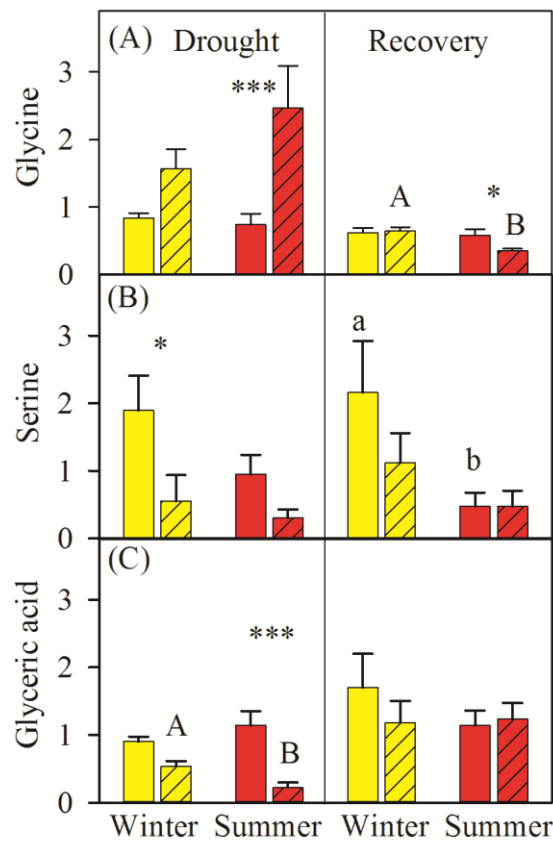 (A) Drought Recovery
Glycine
3
2
1
0
***
A
*
B
(B)
Serine
3
2
1
0
*
a
b
(C)
Glyceric acid
3
2
1
0
A
***
B
Winter Summer Winter Summer